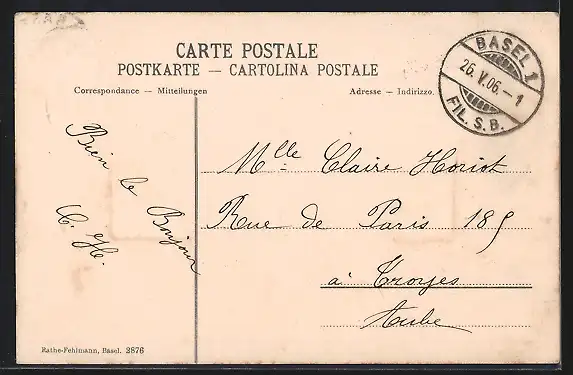 CARTE POSTALE
POSTKARTE — CARTOLINA POSTALE
Correspondance — Mitteilungen
Adresse — Indirizzo.
BASEL 1
26.V.06.–1
FIL. S. B.
Bien le Bonjour
C. H.
Mlle Claire Horiot
Rue de Paris 185
à Troyes
Aube
Rathe-Fehlmann, Basel. 2876